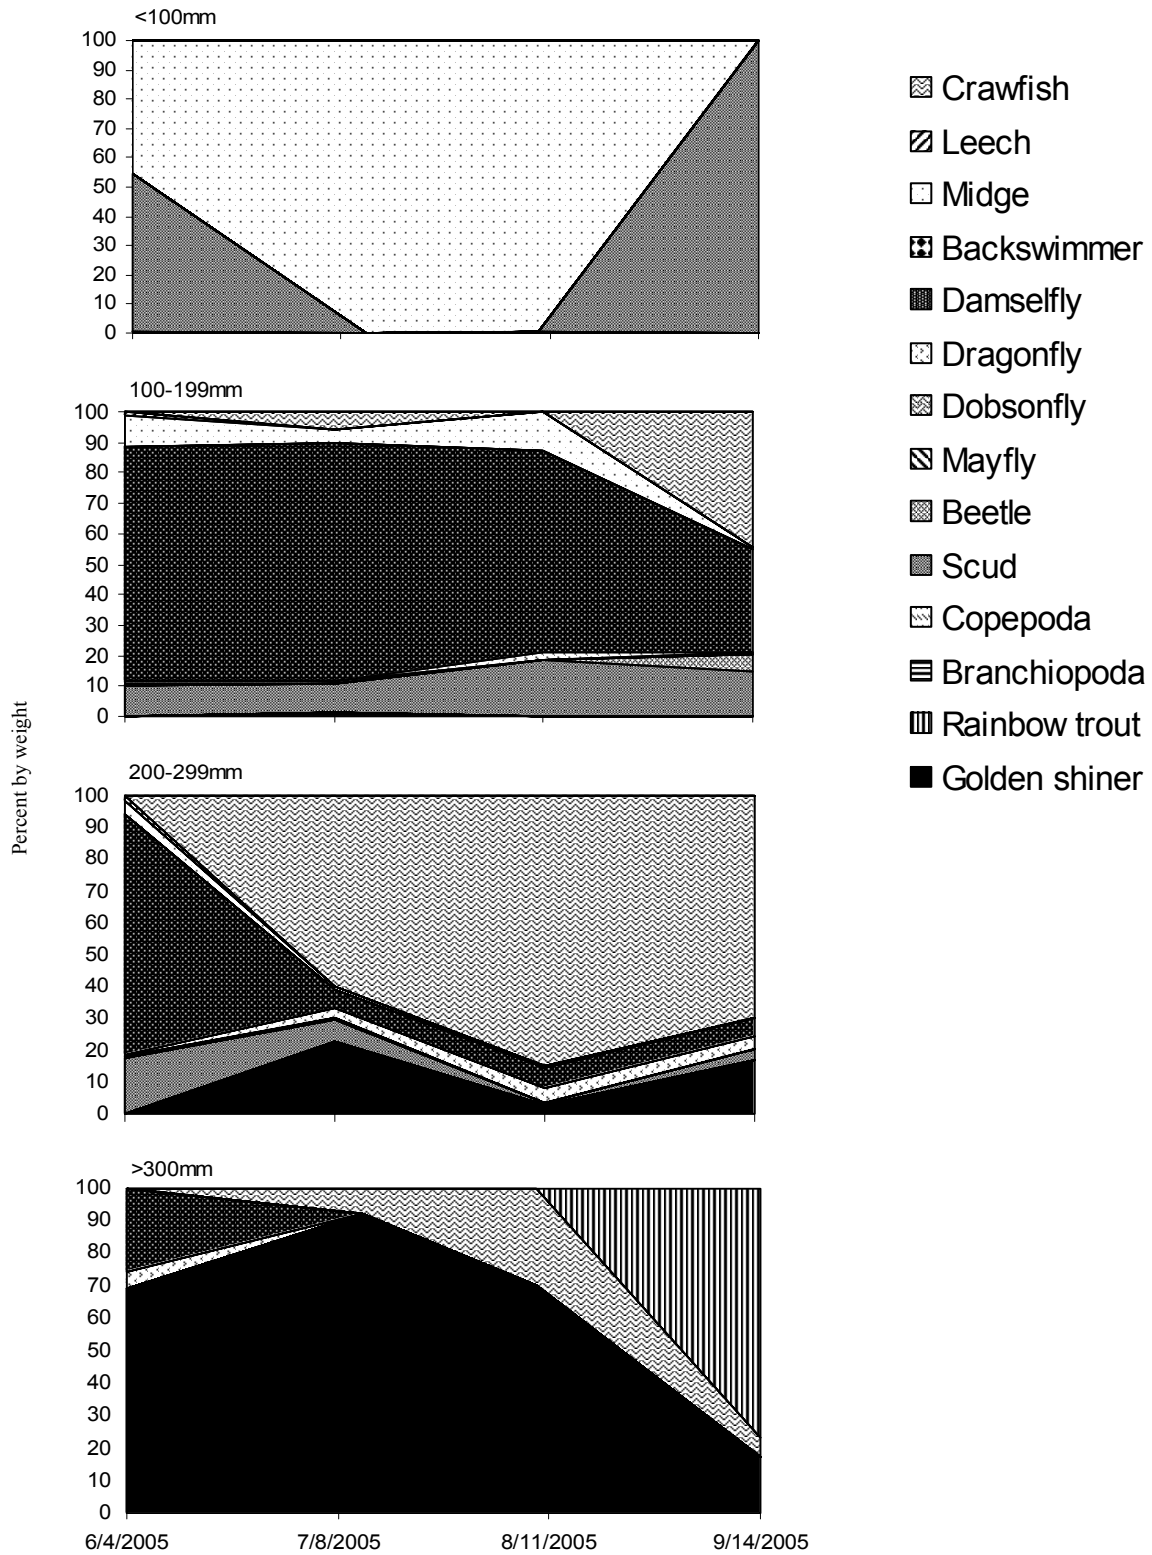 <100mm
100
90
80
70
60
50
40
30
20
10
0
100-199mm
100
90
80
70
60
50
40
30
20
10
0
Percent by weight
200-299mm
100
90
80
70
60
50
40
30
20
10
0
>300mm
100
90
80
70
60
50
40
30
20
10
0
6/4/2005 7/8/2005 8/11/2005 9/14/2005
Crawfish
Leech
Midge
Backswimmer
Damselfly
Dragonfly
Dobsonfly
Mayfly
Beetle
Scud
Copepoda
Branchiopoda
Rainbow trout
Golden shiner